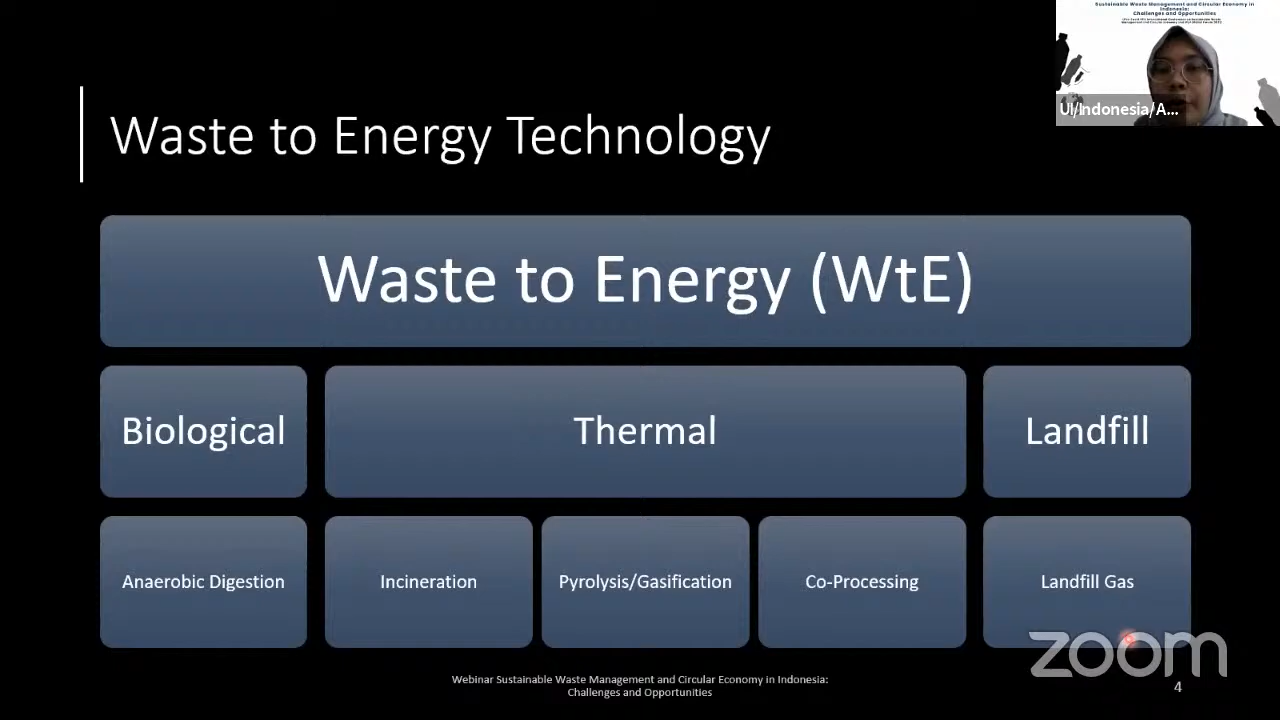 Sustainable Waste Management and Circular Economy in
Indonesia:
Challenges and Opportunities
UI/Indonesia/A...
Waste to Energy Technology
Waste to Energy (WtE)
Biological
Thermal
Landfill
Anaerobic Digestion
Incineration
Pyrolysis/Gasification
Co-Processing
Landfill Gas
zoom
Webinar Sustainable Waste Management and Circular Economy in Indonesia:
Challenges and Opportunities
4